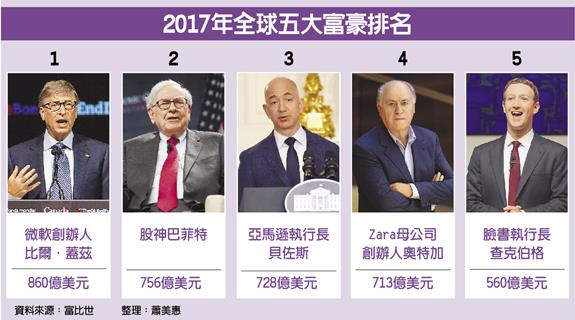 2017年全球五大富豪排名
1 2 3 4 5
EndI
Canada
微軟創辦人
比爾·蓋茲
860億美元
股神巴菲特
756億美元
亞馬遜執行長
貝佐斯
728億美元
Zara母公司
創辦人奧特加
713億美元
臉書執行長
查克伯格
560億美元
資料來源：富比世 整理：蕭美惠